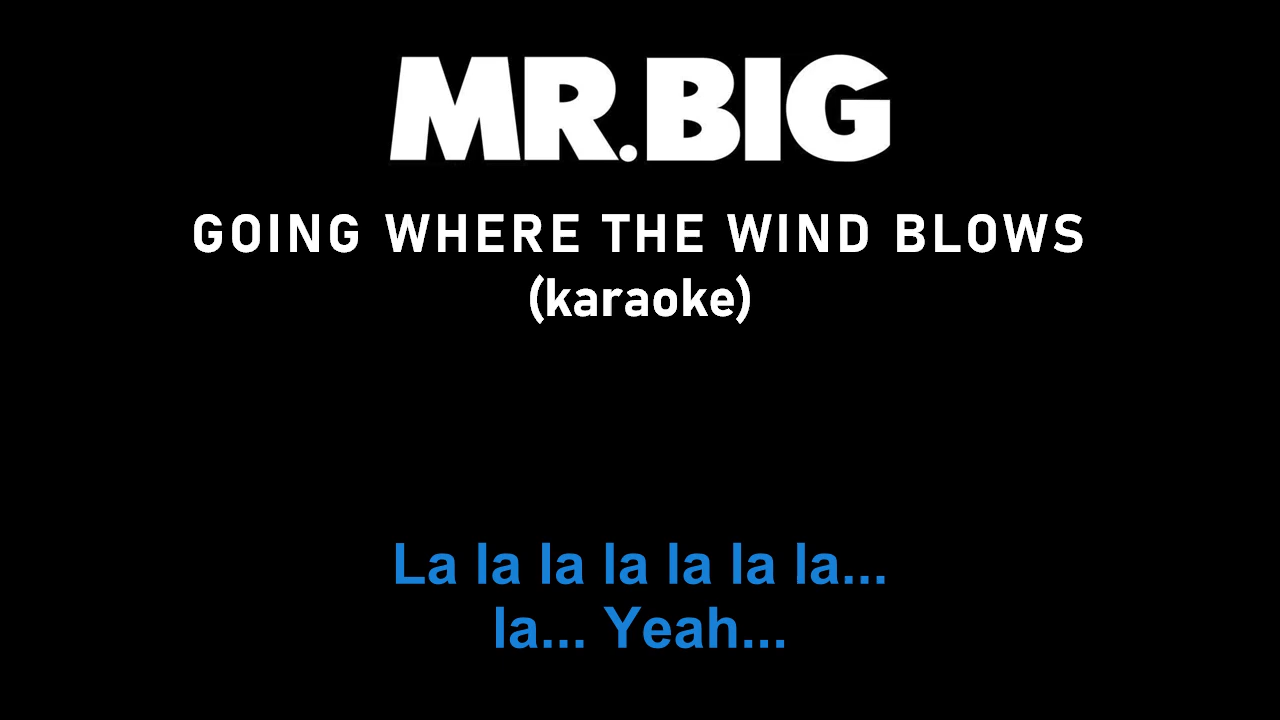 MR.BIG
GOING WHERE THE WIND BLOWS
(karaoke)
La la la la la la la...
la... Yeah...